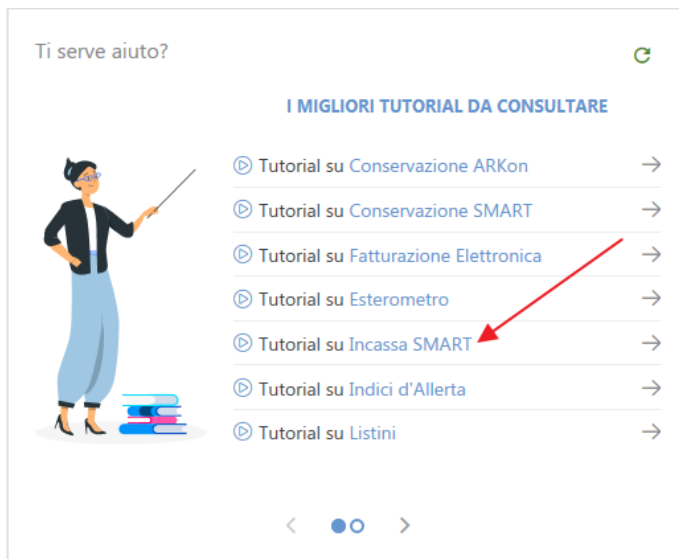 Ti serve aiuto?
I MIGLIORI TUTORIAL DA CONSULTARE
Tutorial su Conservazione ARKon
Tutorial su Conservazione SMART
Tutorial su Fatturazione Elettronica
Tutorial su Esterometro
Tutorial su Incassa SMART
Tutorial su Indici d'Allerta
Tutorial su Listini